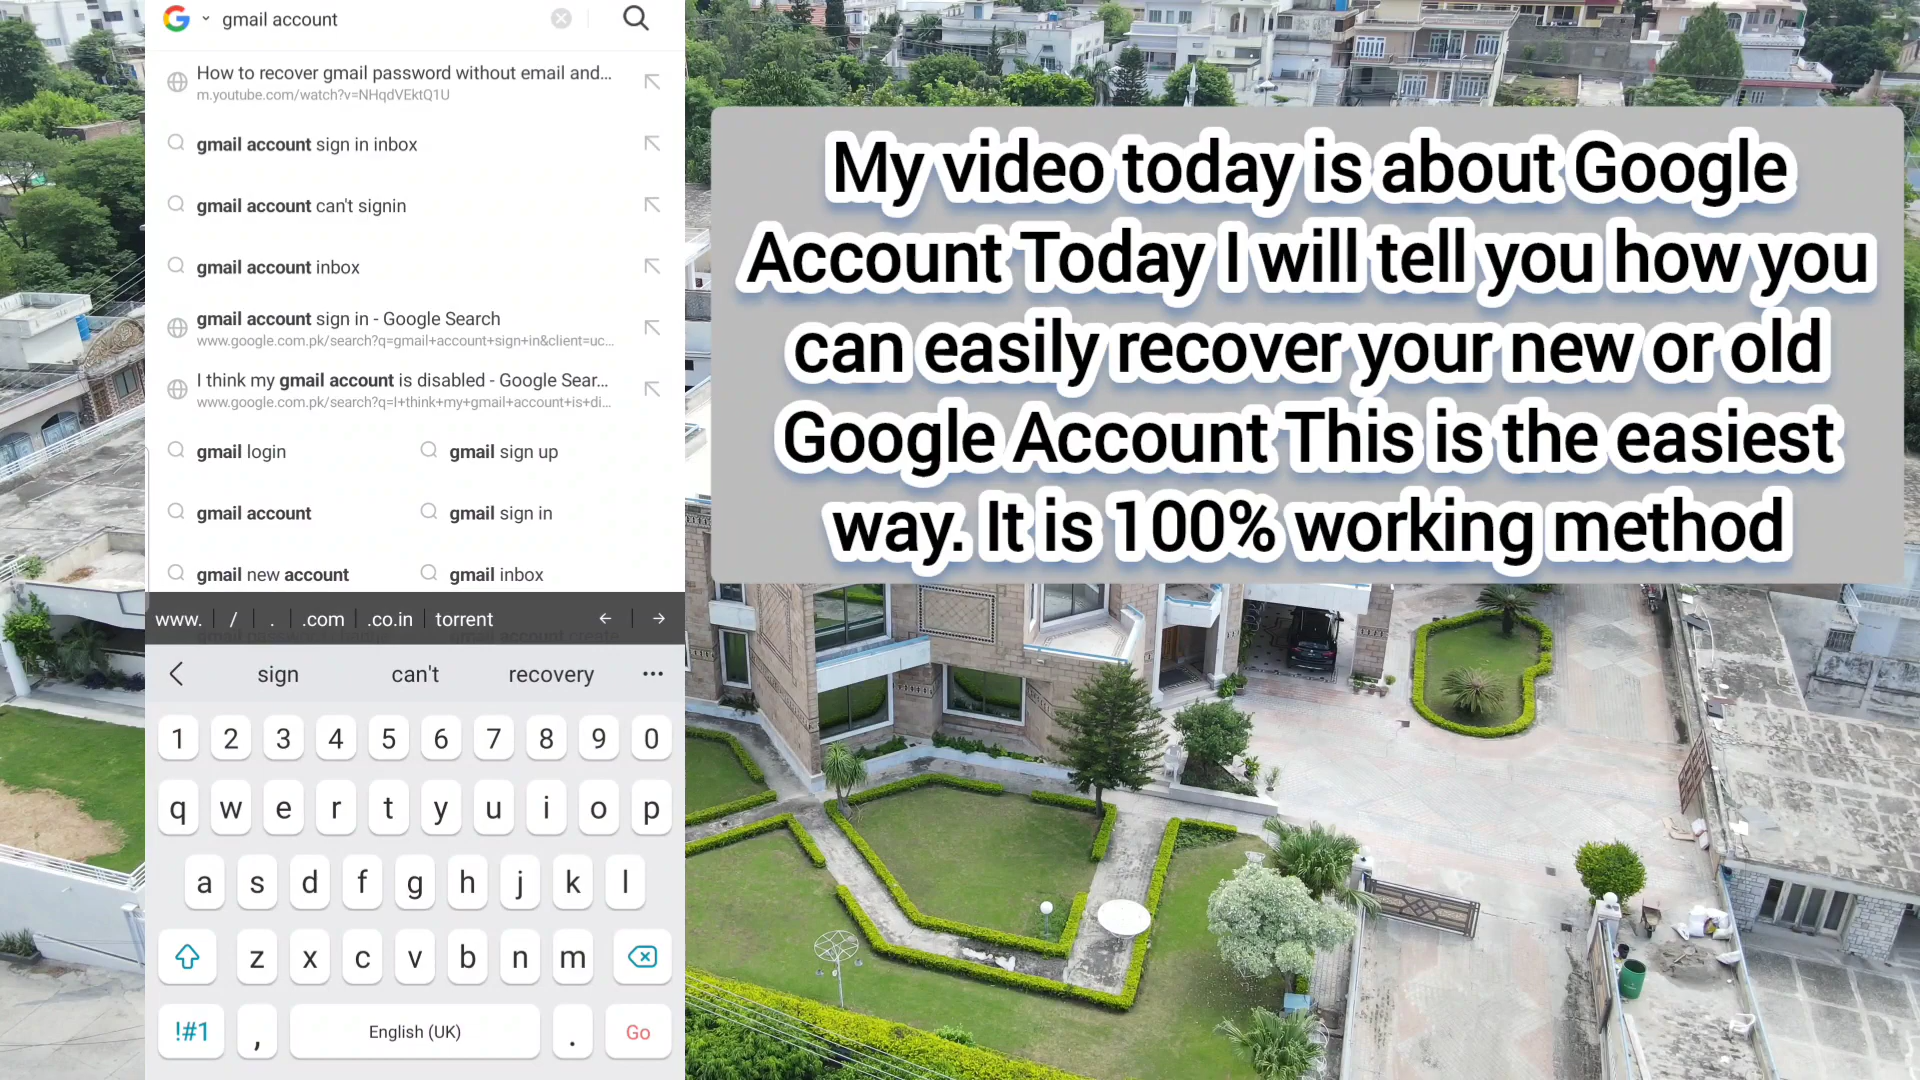 gmail account
How to recover gmail password without email and...
m.youtube.com/watch?v=NHqdVEktQ1U
gmail account sign in inbox
gmail account can't signin
gmail account inbox
gmail account sign in - Google Search
www.google.com.pk/search?q=gmail+account+sign+in&client=uc...
I think my gmail account is disabled - Google Sear...
www.google.com.pk/search?q=I+think+my+gmail+account+is+di...
gmail login gmail sign up
gmail account gmail sign in
gmail new account gmail inbox
www. / . .com .co.in torrent
sign can't recovery
1 2 3 4 5 6 7 8 9 0
q w e r t y u i o p
a s d f g h j k l
z x c v b n m
!#1 , English (UK) . Go
My video today is about Google
Account Today I will tell you how you
can easily recover your new or old
Google Account This is the easiest
way. It is 100% working method